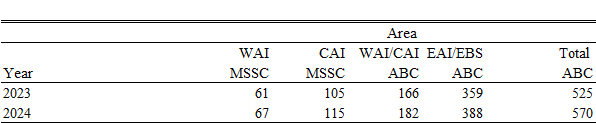 Area
WAI CAI WAI/CAI EAI/EBS Total
Year MSSC MSSC ABC ABC ABC
2023 61 105 166 359 525
2024 67 115 182 388 570